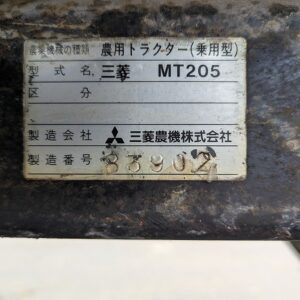 農業機械の種類 農用トラクター(乗用型)
型式名 三菱 MT205
区分
製造会社 三菱農機株式会社
製造番号 33902